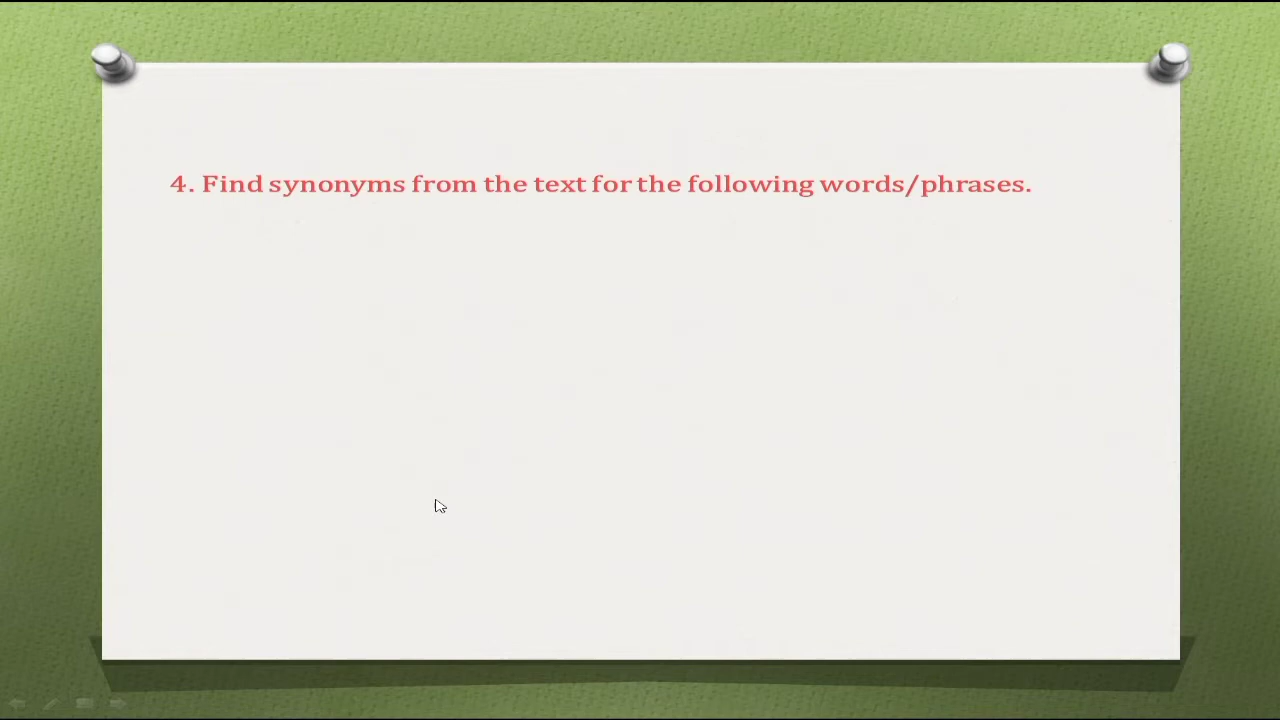 4. Find synonyms from the text for the following words/phrases.